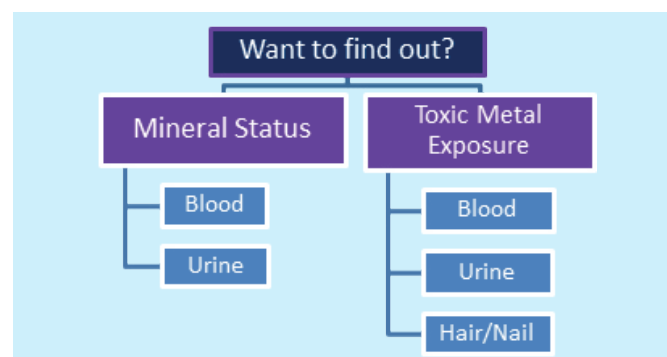 Want to find out?
Mineral Status
Blood
Urine
Toxic Metal
Exposure
Blood
Urine
Hair/Nail